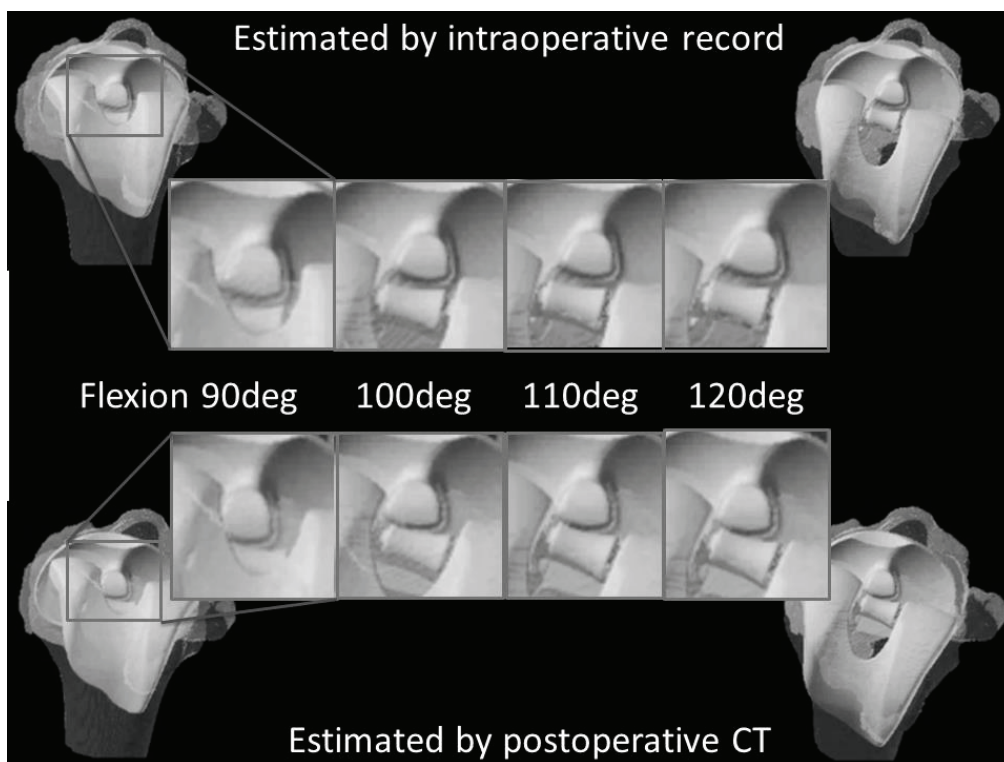 Estimated by intraoperative record
Flexion 90deg 100deg 110deg 120deg
Estimated by postoperative CT